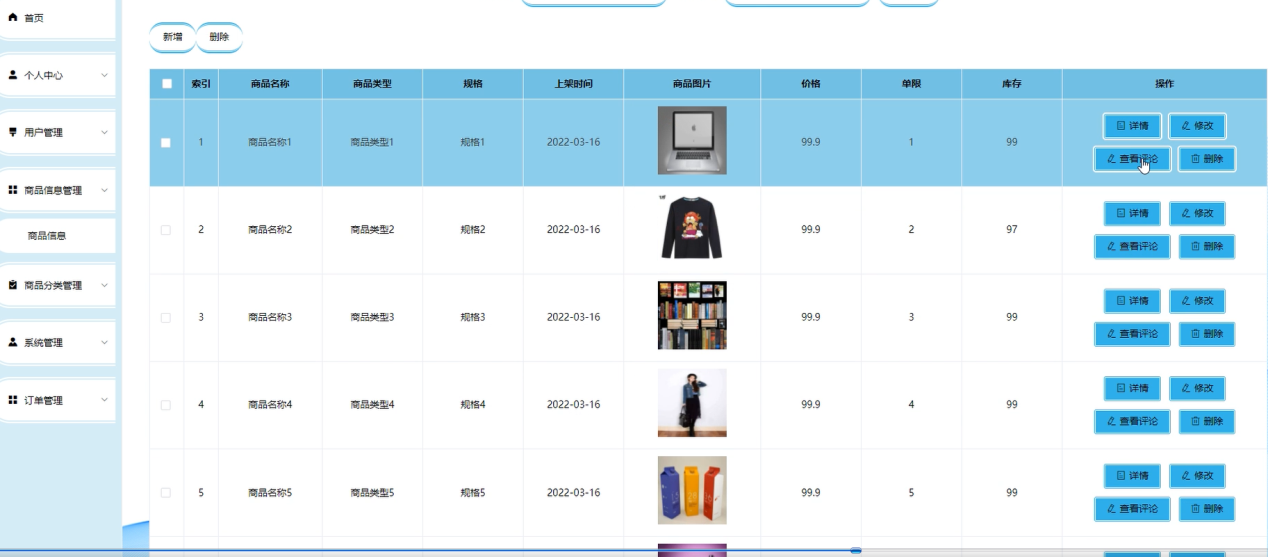 首页
个人中心
用户管理
商品信息管理
商品信息
商品分类管理
系统管理
订单管理
新增 删除
索引 商品名称 商品类型 规格 上架时间 商品图片 价格 单限 库存 操作
1 商品名称1 商品类型1 规格1 2022-03-16 99.9 1 99 详情 修改
查看评论 删除
2 商品名称2 商品类型2 规格2 2022-03-16 99.9 2 97 详情 修改
查看评论 删除
3 商品名称3 商品类型3 规格3 2022-03-16 99.9 3 99 详情 修改
查看评论 删除
4 商品名称4 商品类型4 规格4 2022-03-16 99.9 4 99 详情 修改
查看评论 删除
5 商品名称5 商品类型5 规格5 2022-03-16 99.9 5 99 详情 修改
查看评论 删除